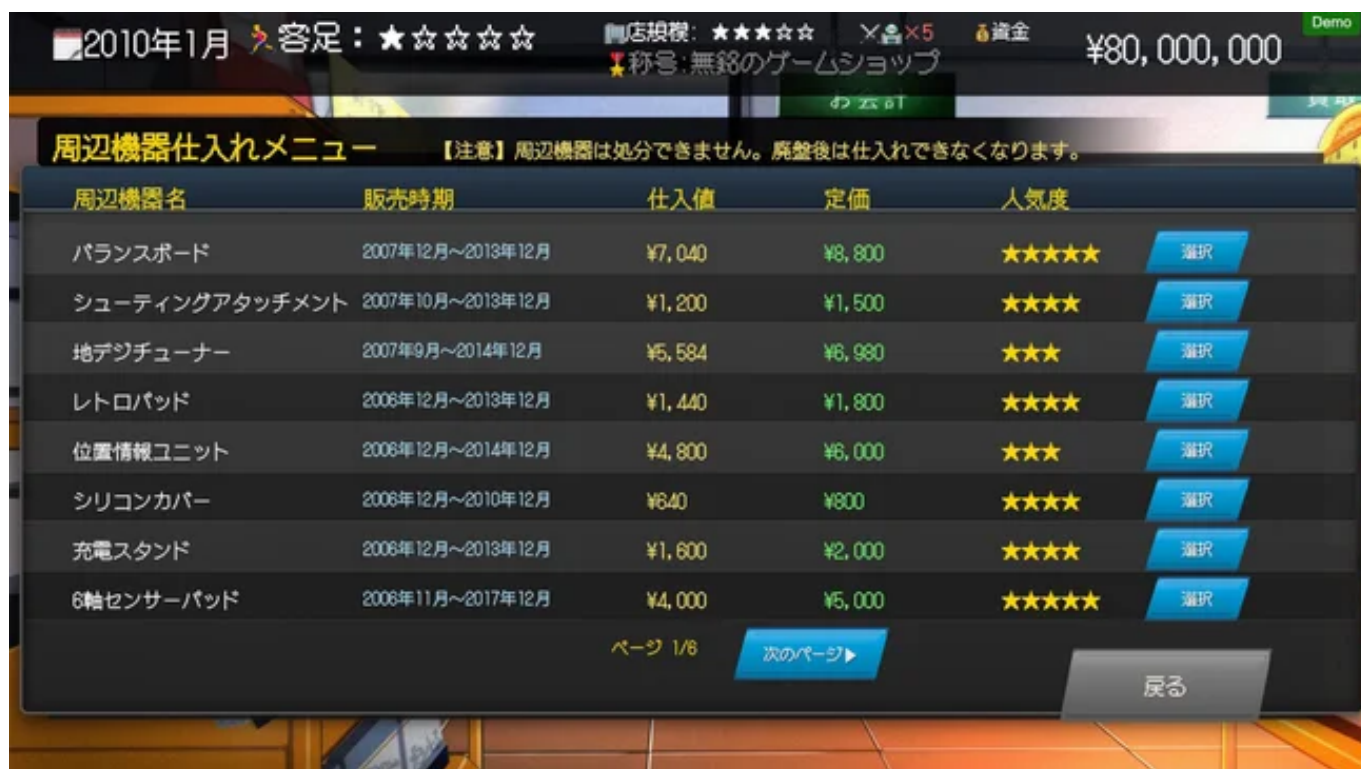 2010年1月 客足：★☆☆☆☆ 店規模: ★★★☆☆ ×5 資金 ¥80,000,000 Demo
称号:無銘のゲームショップ
お会計 買取
周辺機器仕入れメニュー 【注意】周辺機器は処分できません。廃盤後は仕入れできなくなります。
周辺機器名 販売時期 仕入値 定価 人気度
バランスボード 2007年12月～2013年12月 ¥7,040 ¥8,800 ★★★★★ 選択
シューティングアタッチメント 2007年10月～2013年12月 ¥1,200 ¥1,500 ★★★★ 選択
地デジチューナー 2007年9月～2014年12月 ¥5,584 ¥6,980 ★★★ 選択
レトロパッド 2006年12月～2013年12月 ¥1,440 ¥1,800 ★★★★ 選択
位置情報ユニット 2006年12月～2014年12月 ¥4,800 ¥6,000 ★★★ 選択
シリコンカバー 2006年12月～2010年12月 ¥640 ¥800 ★★★★ 選択
充電スタンド 2006年12月～2013年12月 ¥1,600 ¥2,000 ★★★★ 選択
6軸センサーパッド 2006年11月～2017年12月 ¥4,000 ¥5,000 ★★★★★ 選択
ページ 1/6 次のページ▶
戻る